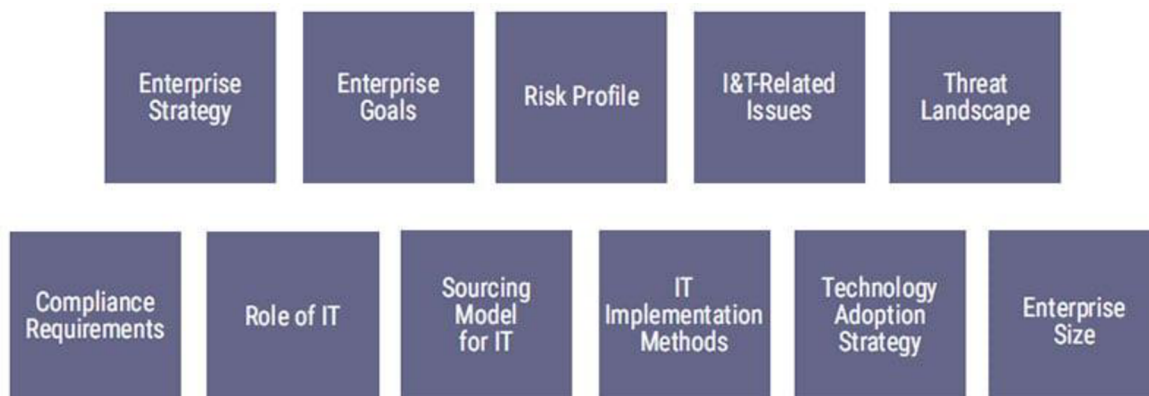 Enterprise
Strategy
Enterprise
Goals
Risk Profile
I&T-Related
Issues
Threat
Landscape
Compliance
Requirements
Role of IT
Sourcing
Model
for IT
IT
Implementation
Methods
Technology
Adoption
Strategy
Enterprise
Size